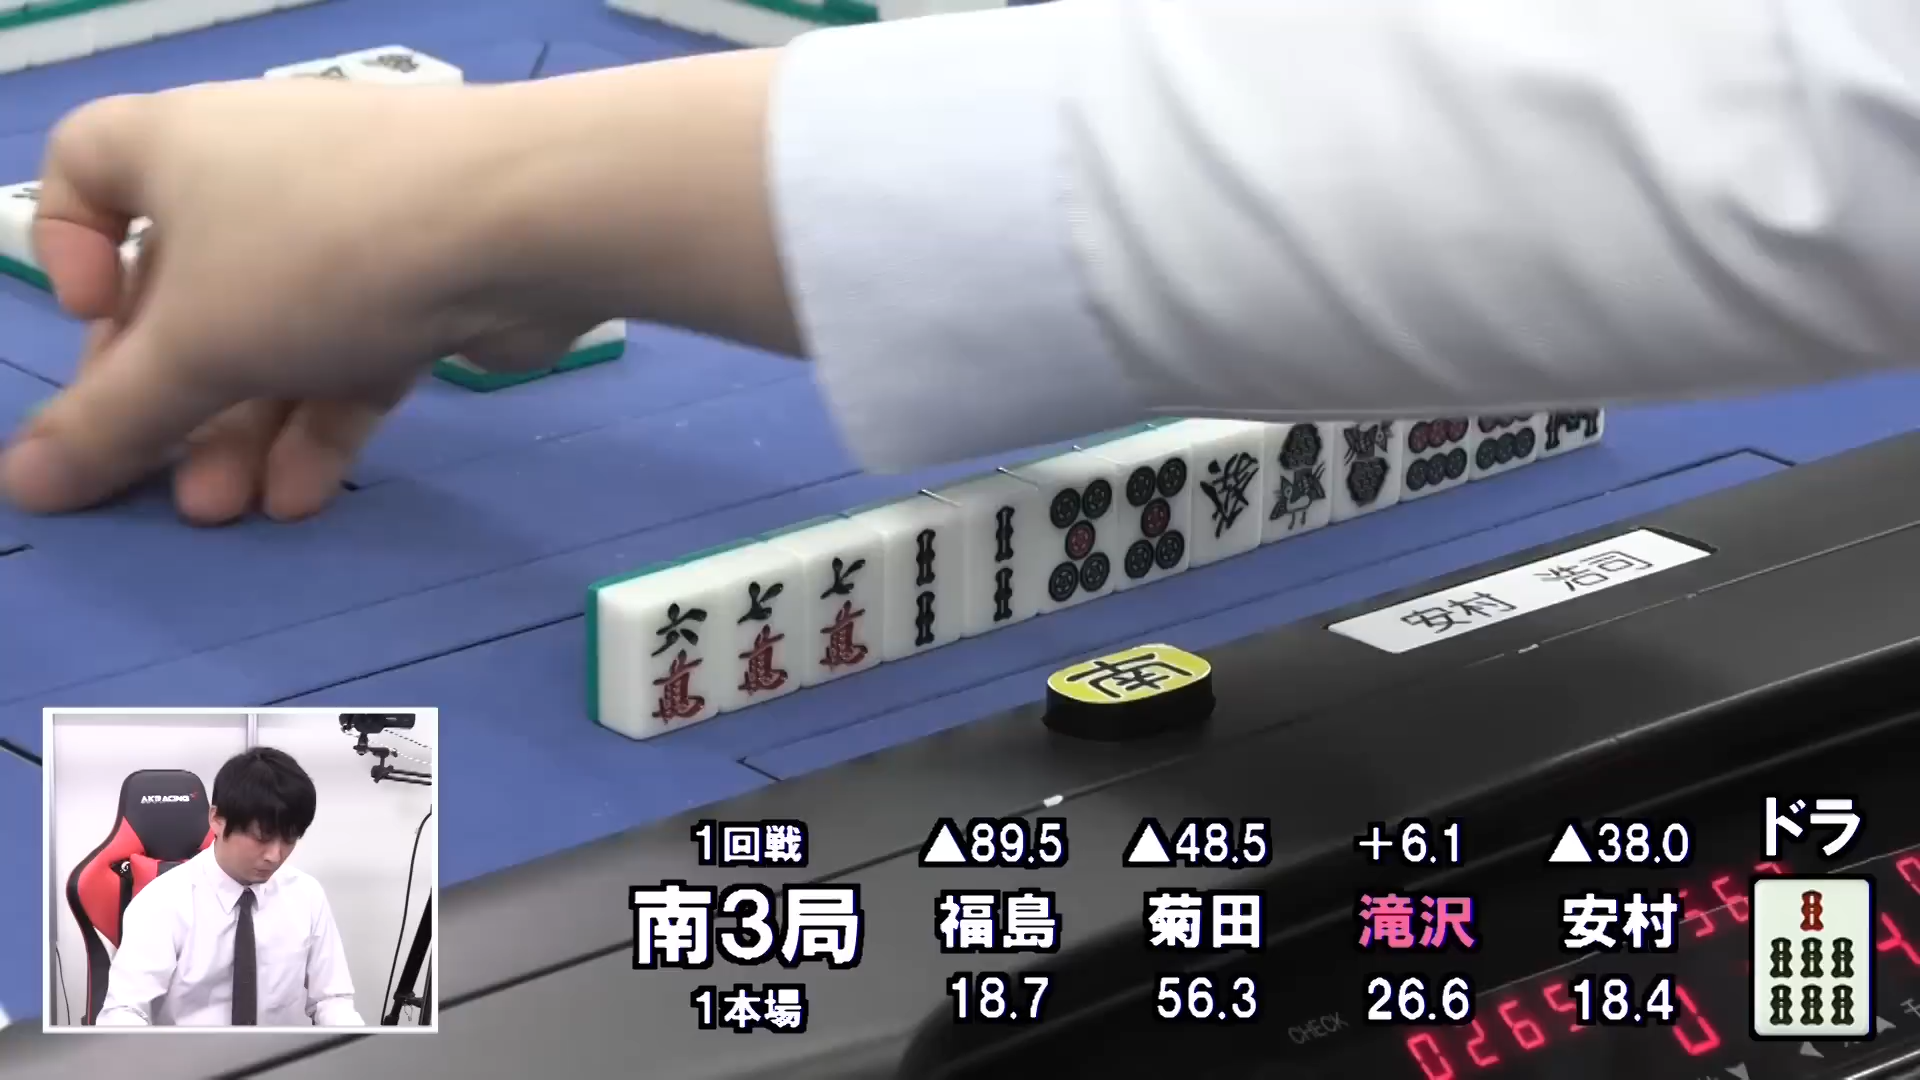 六萬 七萬 七萬
發
安村 浩司
南
AKRACING
1回戦
南3局
1本場
▲89.5
福島
18.7
▲48.5
菊田
56.3
+6.1
滝沢
26.6
▲38.0
安村
18.4
ドラ
CHECK